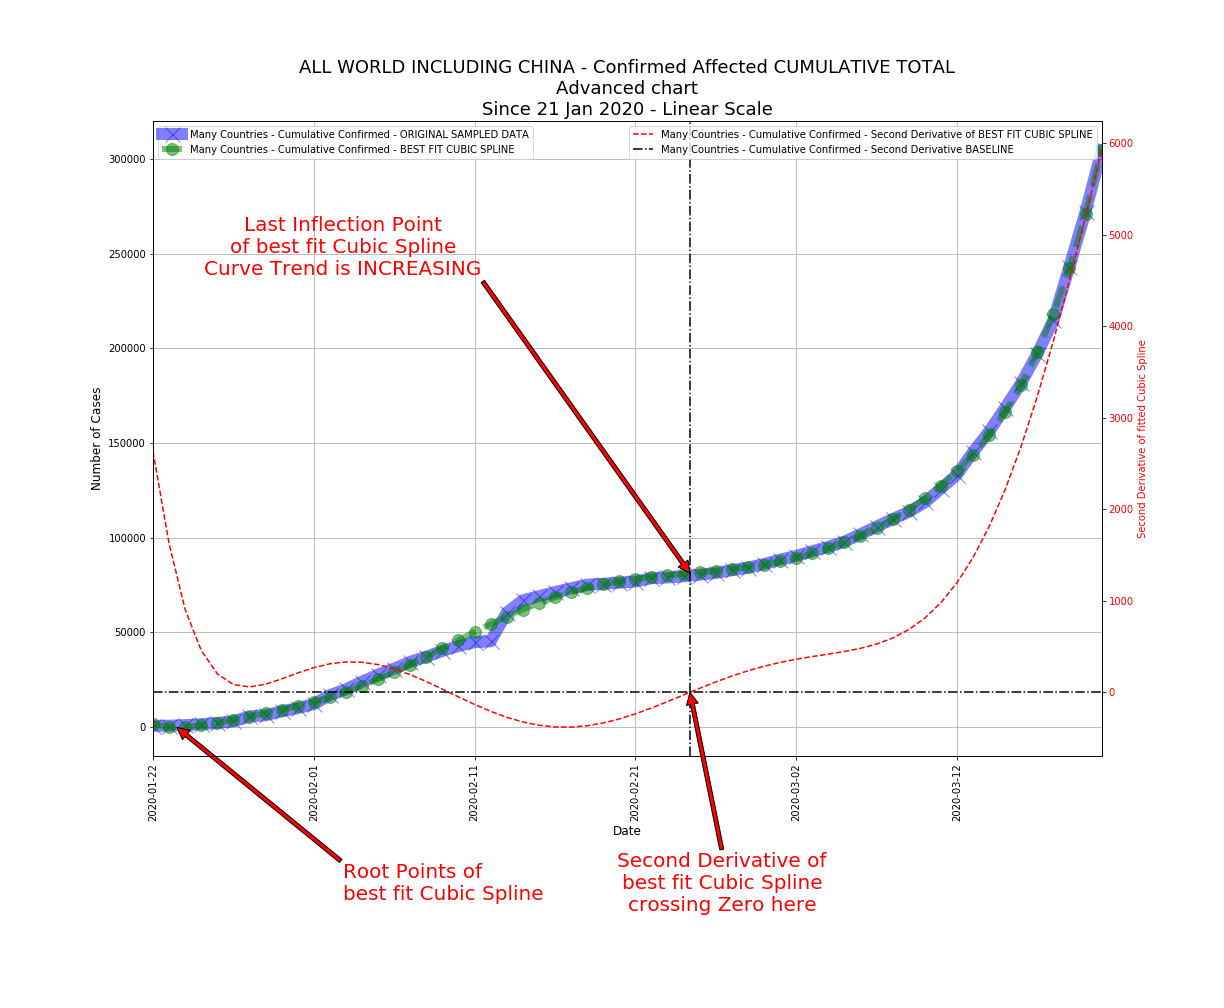 ALL WORLD INCLUDING CHINA - Confirmed Affected CUMULATIVE TOTAL
Advanced chart
Since 21 Jan 2020 - Linear Scale
Many Countries - Cumulative Confirmed - ORIGINAL SAMPLED DATA
Many Countries - Cumulative Confirmed - BEST FIT CUBIC SPLINE
Many Countries - Cumulative Confirmed - Second Derivative of BEST FIT CUBIC SPLINE
Many Countries - Cumulative Confirmed - Second Derivative BASELINE
Last Inflection Point
of best fit Cubic Spline
Curve Trend is INCREASING
Number of Cases
300000
250000
200000
150000
100000
50000
0
6000
5000
4000
3000
2000
1000
0
Second Derivative of fitted Cubic Spline
2020-01-22
2020-02-01
2020-02-11
2020-02-21
2020-03-02
2020-03-12
Date
Root Points of
best fit Cubic Spline
Second Derivative of
best fit Cubic Spline
crossing Zero here